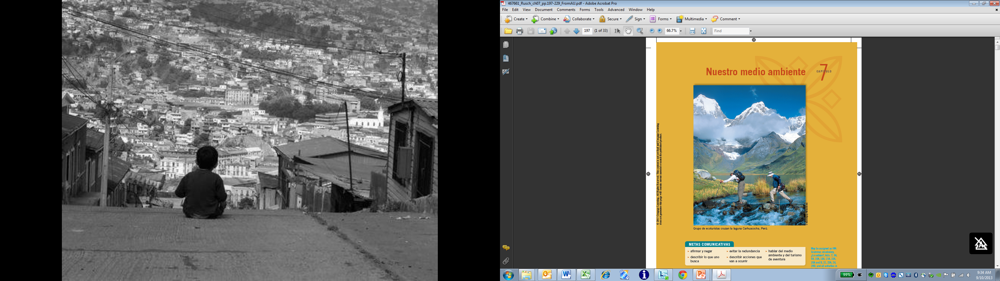 467661_Rusch_ch07_pp.197-229_FromAU.pdf - Adobe Acrobat Pro
File Edit View Document Comments Forms Tools Advanced Window Help
Create Combine Collaborate Secure Sign Forms Multimedia Comment
197 (1 of 33) 66.7% Find
Nuestro medio ambiente
CAPÍTULO 7
© 2015 Cengage Learning. All Rights Reserved. This content is not yet final and Cengage Learning
does not guarantee this page will contain current material or match the published product.
Grupo de ecoturistas cruzan la laguna Carhuacocha, Perú.
METAS COMUNICATIVAS
afirmar y negar
describir lo que uno
busca
evitar la redundancia
describir acciones que
van a ocurrir
hablar del medio
ambiente y del turismo
de aventura
May be assigned as HW:
Grammar, vocabulary,
¿Lo sabían?, Acts. 7, 8A,
9A, 10A, 14A, 15A, 16A,
20A and B, 21, 23A, 24,
28B, and all activities in
99%
9:34 AM
9/10/2013